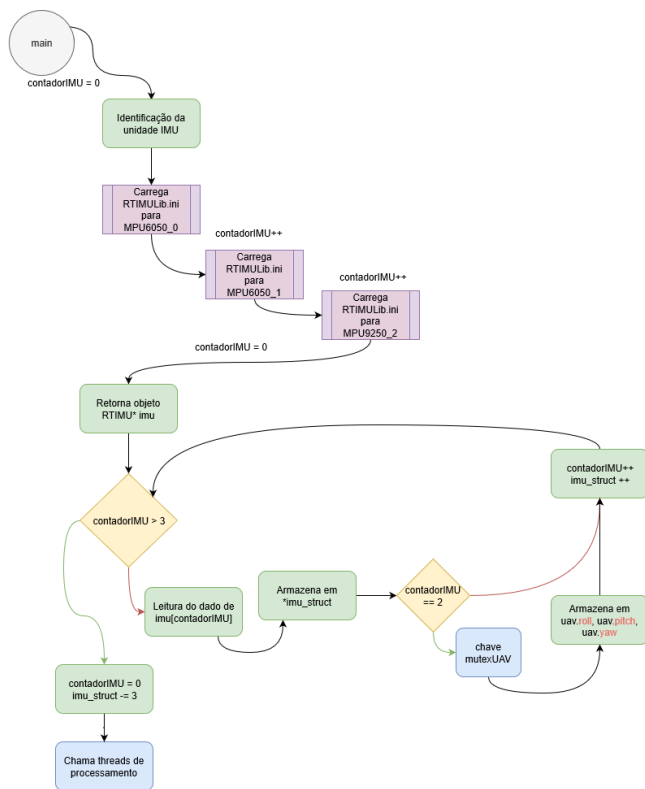 main
contadorIMU = 0
Identificação da
unidade IMU
Carrega
RTIMULib.ini
para
MPU6050_0
contadorIMU++
Carrega
RTIMULib.ini
para
MPU6050_1
contadorIMU++
Carrega
RTIMULib.ini
para
MPU9250_2
contadorIMU = 0
Retorna objeto
RTIMU* imu
contadorIMU++
imu_struct ++
contadorIMU > 3
Leitura do dado de
imu[contadorIMU]
Armazena em
*imu_struct
contadorIMU
== 2
Armazena em
uav.roll, uav.pitch,
uav.yaw
chave
mutexUAV
contadorIMU = 0
imu_struct -= 3
Chama threads de
processamento